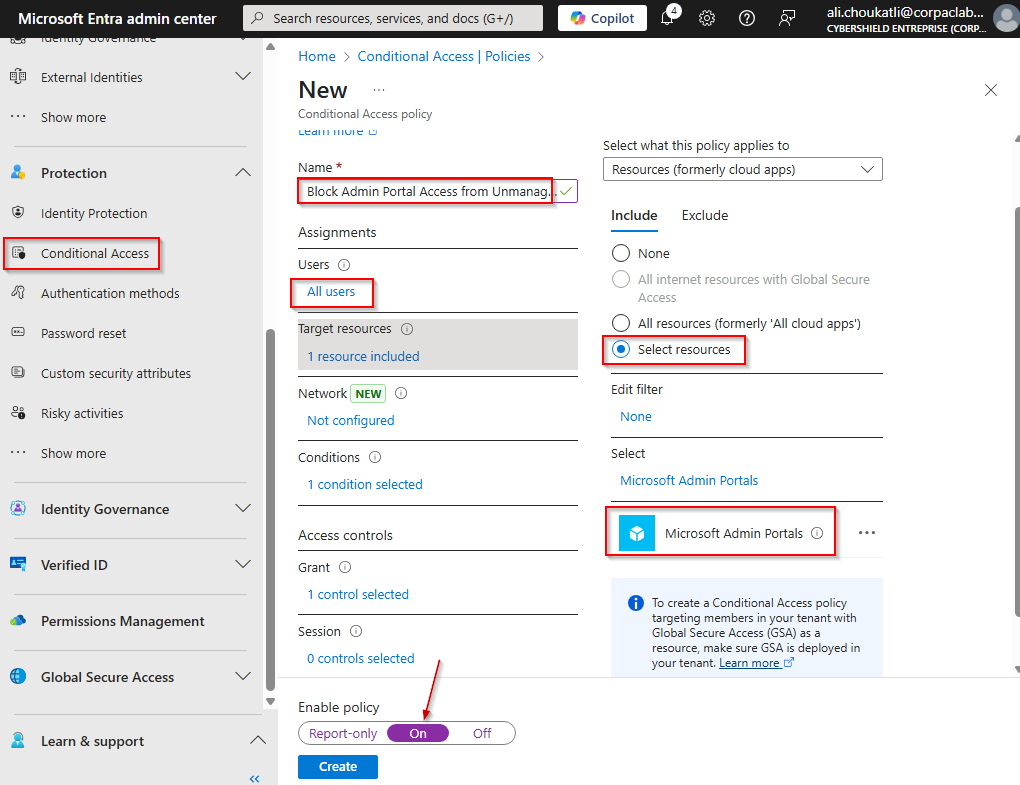 Microsoft Entra admin center
Search resources, services, and docs (G+/)
Copilot
4
ali.choukatli@corpaclab...
CYBERSHIELD ENTREPRISE (CORP...
Identity Governance
External Identities
Show more
Protection
Identity Protection
Conditional Access
Authentication methods
Password reset
Custom security attributes
Risky activities
Show more
Identity Governance
Verified ID
Permissions Management
Global Secure Access
Learn & support
Home > Conditional Access | Policies >
New ...
Conditional Access policy
Learn more
Name *
Block Admin Portal Access from Unmanag...
Assignments
Users
All users
Target resources
1 resource included
Network NEW
Not configured
Conditions
1 condition selected
Access controls
Grant
1 control selected
Session
0 controls selected
Select what this policy applies to
Resources (formerly cloud apps)
Include Exclude
None
All internet resources with Global Secure
Access
All resources (formerly 'All cloud apps')
Select resources
Edit filter
None
Select
Microsoft Admin Portals
Microsoft Admin Portals
To create a Conditional Access policy
targeting members in your tenant with
Global Secure Access (GSA) as a
resource, make sure GSA is deployed in
your tenant. Learn more
Enable policy
Report-only On Off
Create